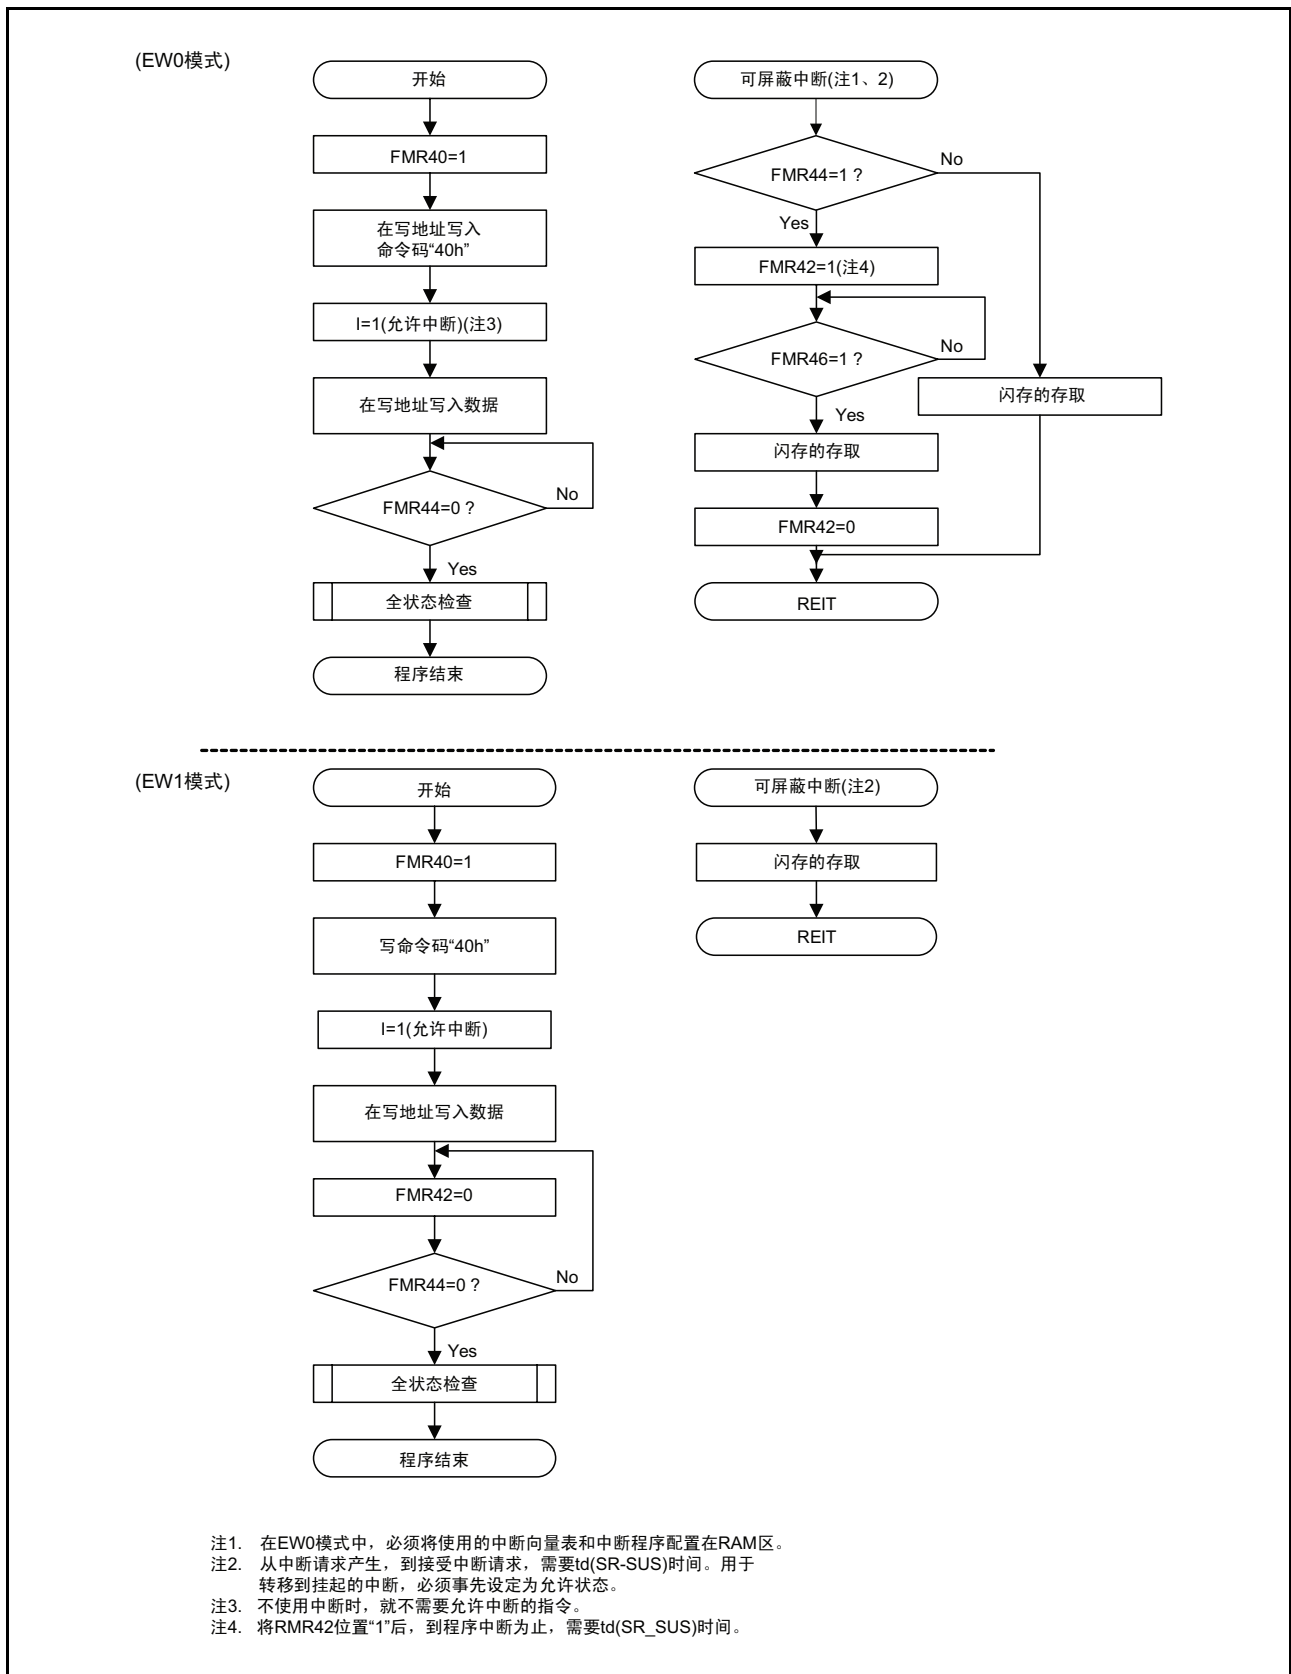 (EW0模式)
开始
FMR40=1
在写地址写入
命令码“40h”
I=1(允许中断)(注3)
在写地址写入数据
FMR44=0 ?
No
Yes
全状态检查
程序结束
可屏蔽中断(注1、2)
FMR44=1 ?
No
Yes
FMR42=1(注4)
FMR46=1 ?
No
Yes
闪存的存取
闪存的存取
FMR42=0
REIT
(EW1模式)
开始
FMR40=1
写命令码“40h”
I=1(允许中断)
在写地址写入数据
FMR42=0
FMR44=0 ?
No
Yes
全状态检查
程序结束
可屏蔽中断(注2)
闪存的存取
REIT
注1. 在EW0模式中，必须将使用的中断向量表和中断程序配置在RAM区。
注2. 从中断请求产生，到接受中断请求，需要td(SR-SUS)时间。用于
转移到挂起的中断，必须事先设定为允许状态。
注3. 不使用中断时，就不需要允许中断的指令。
注4. 将RMR42位置“1”后，到程序中断为止，需要td(SR_SUS)时间。